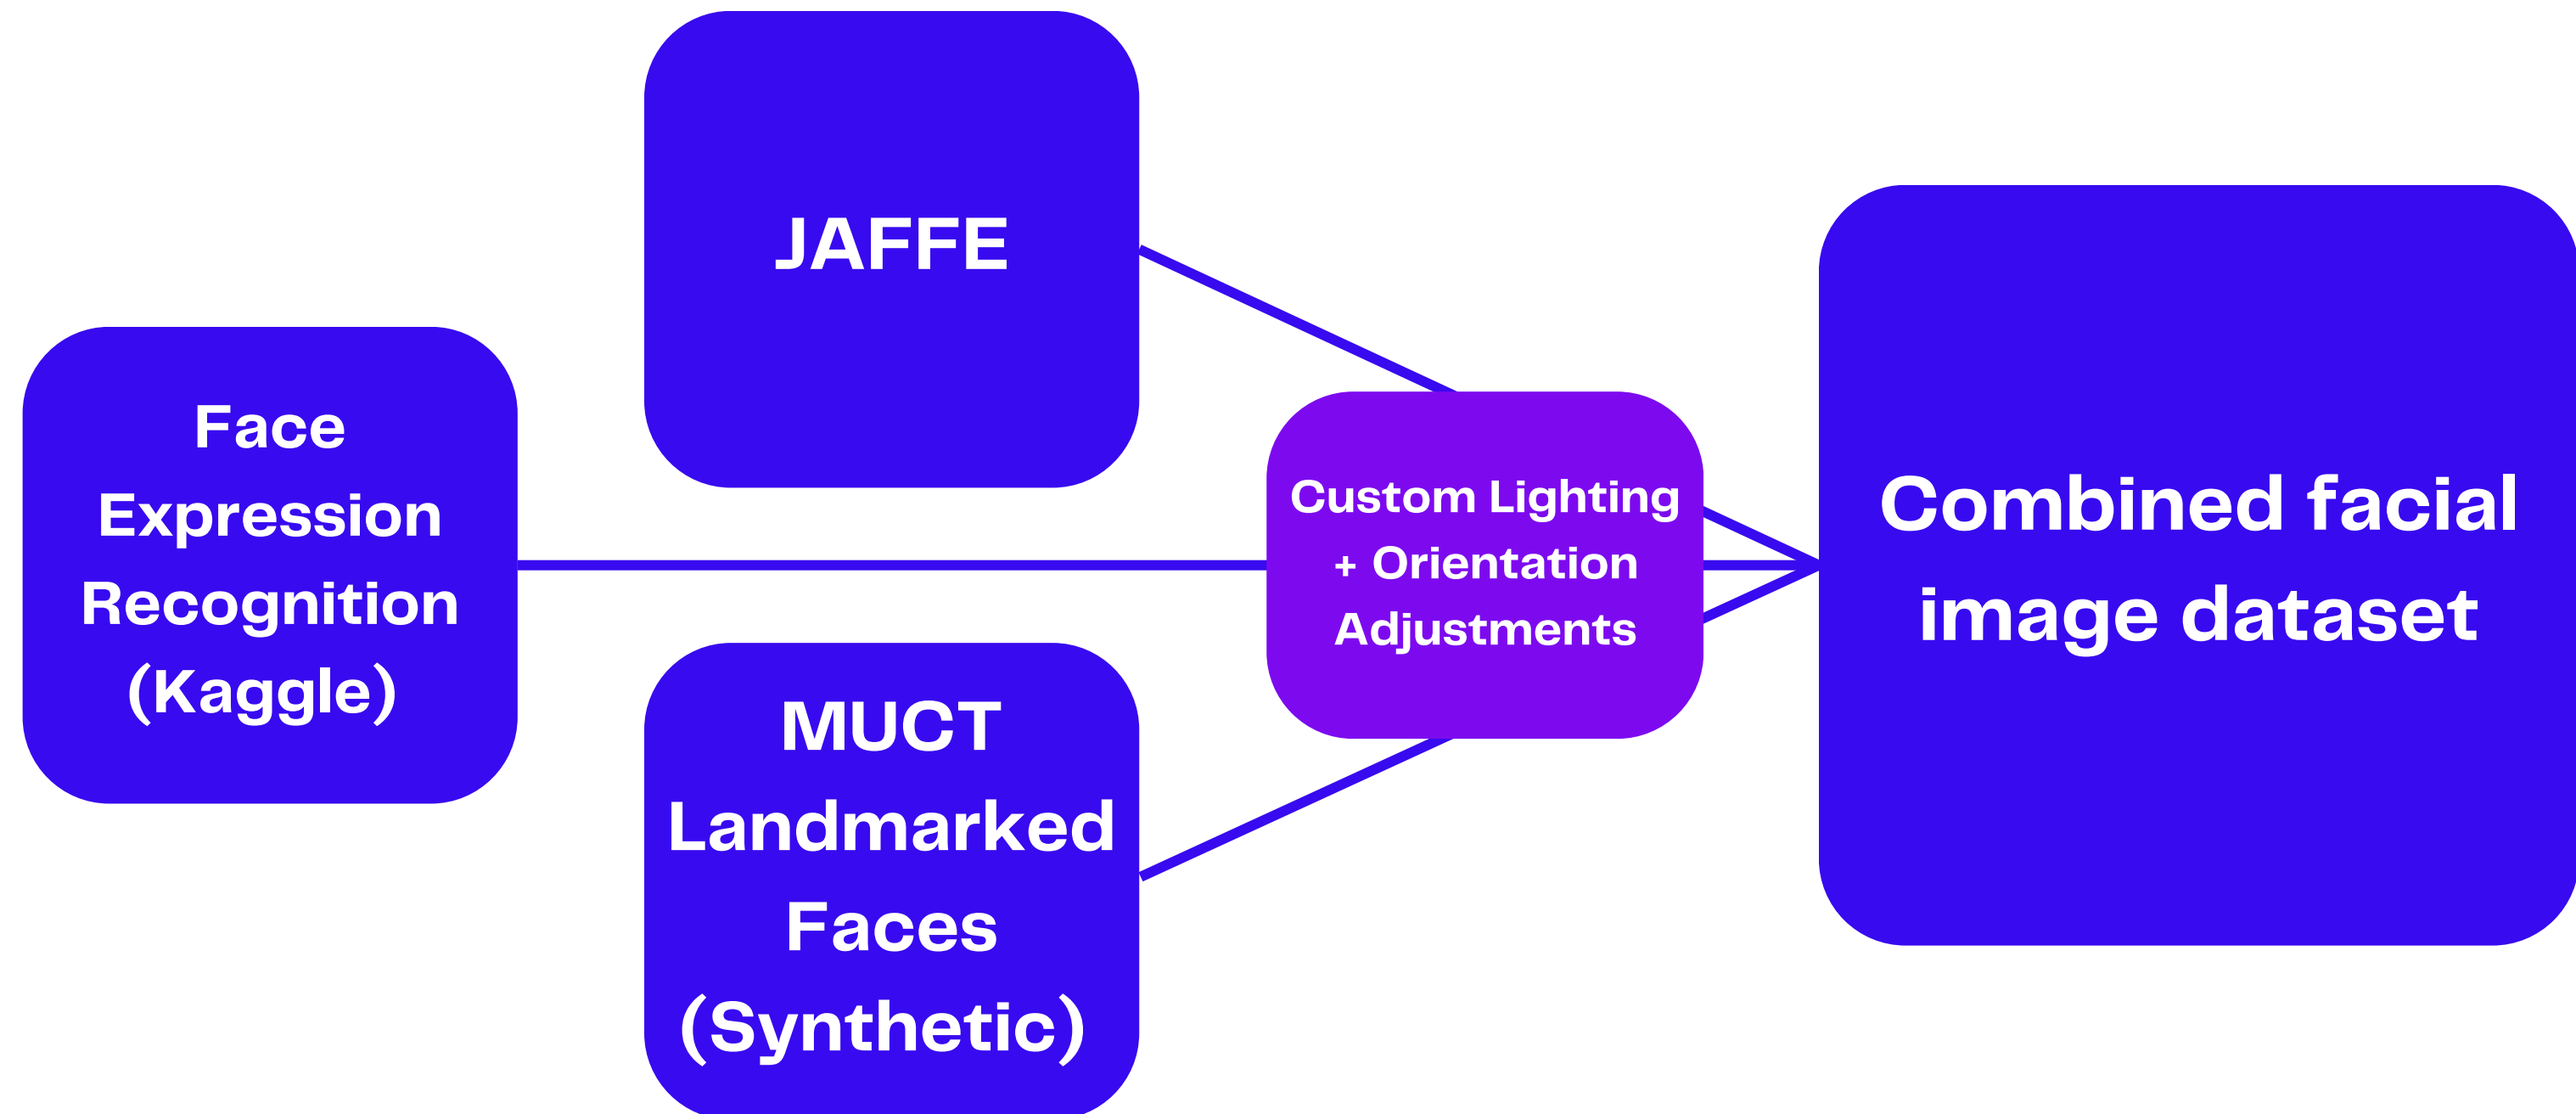 Face
Expression
Recognition
(Kaggle)
JAFFE
MUCT
Landmarked
Faces
(Synthetic)
Custom Lighting
+ Orientation
Adjustments
Combined facial
image dataset